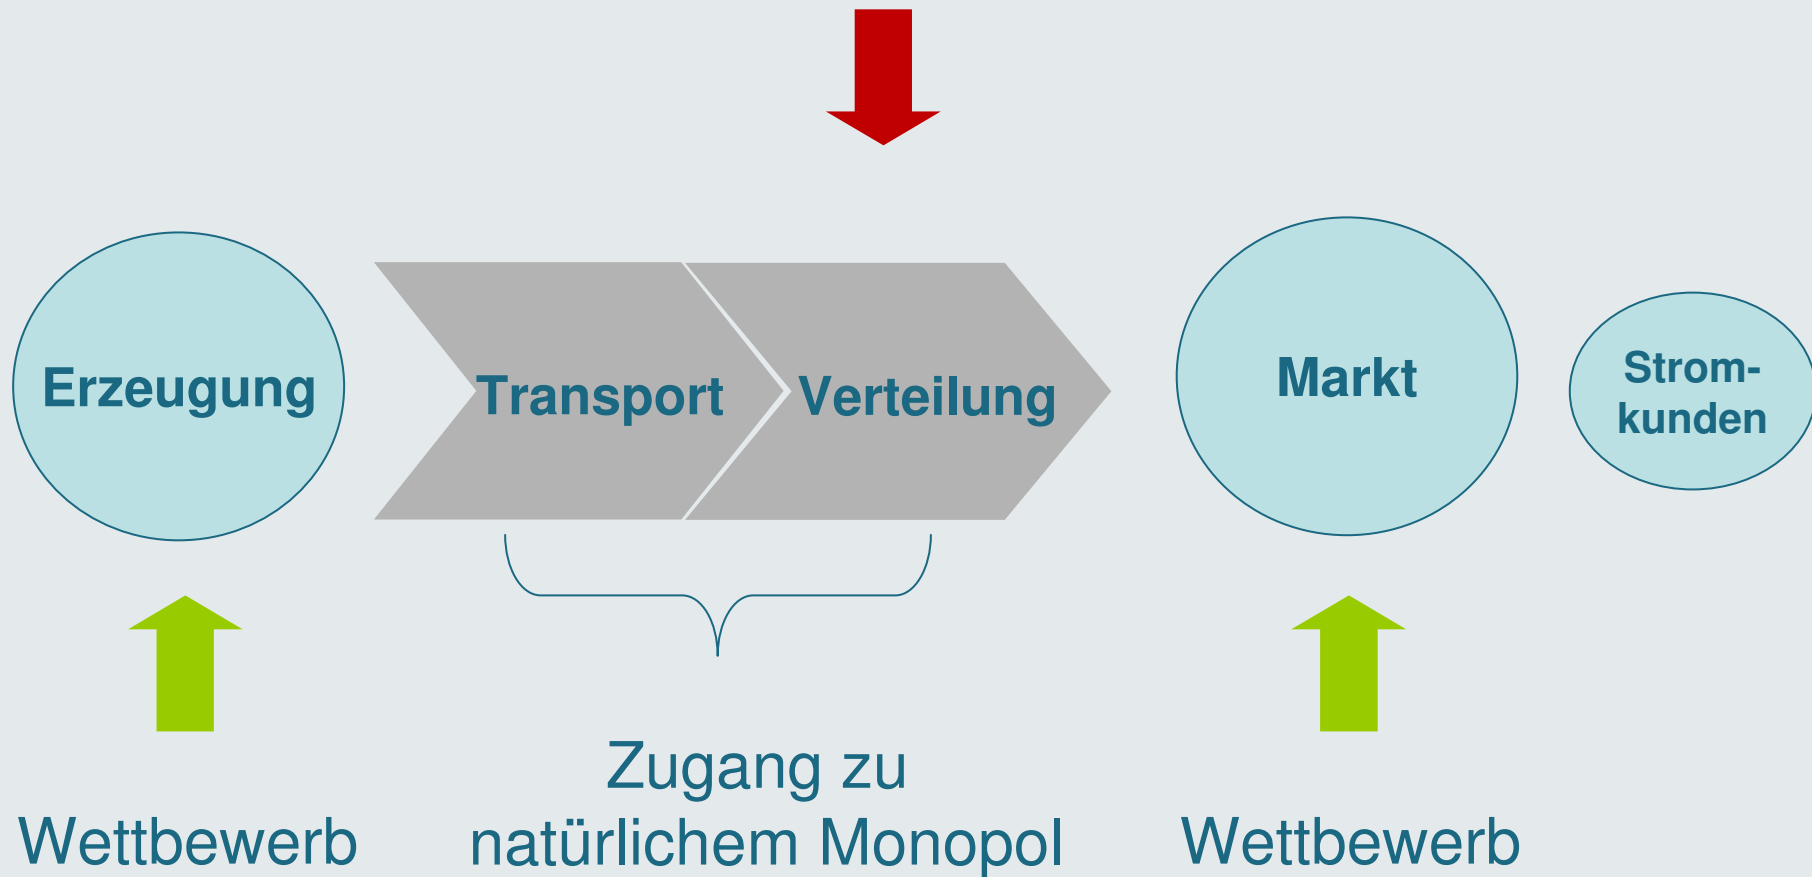 Erzeugung
Transport
Verteilung
Markt
Strom-
kunden
Wettbewerb
Zugang zu
natürlichem Monopol
Wettbewerb